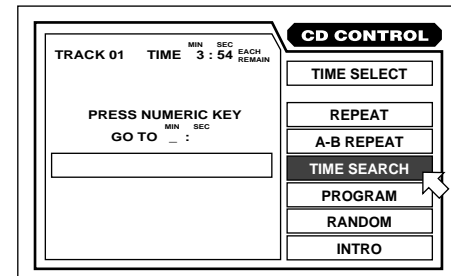 CD CONTROL
MIN SEC
TRACK 01 TIME 3 : 54 EACH REMAIN
TIME SELECT
PRESS NUMERIC KEY
MIN SEC
GO TO _ :
REPEAT
A-B REPEAT
TIME SEARCH
PROGRAM
RANDOM
INTRO